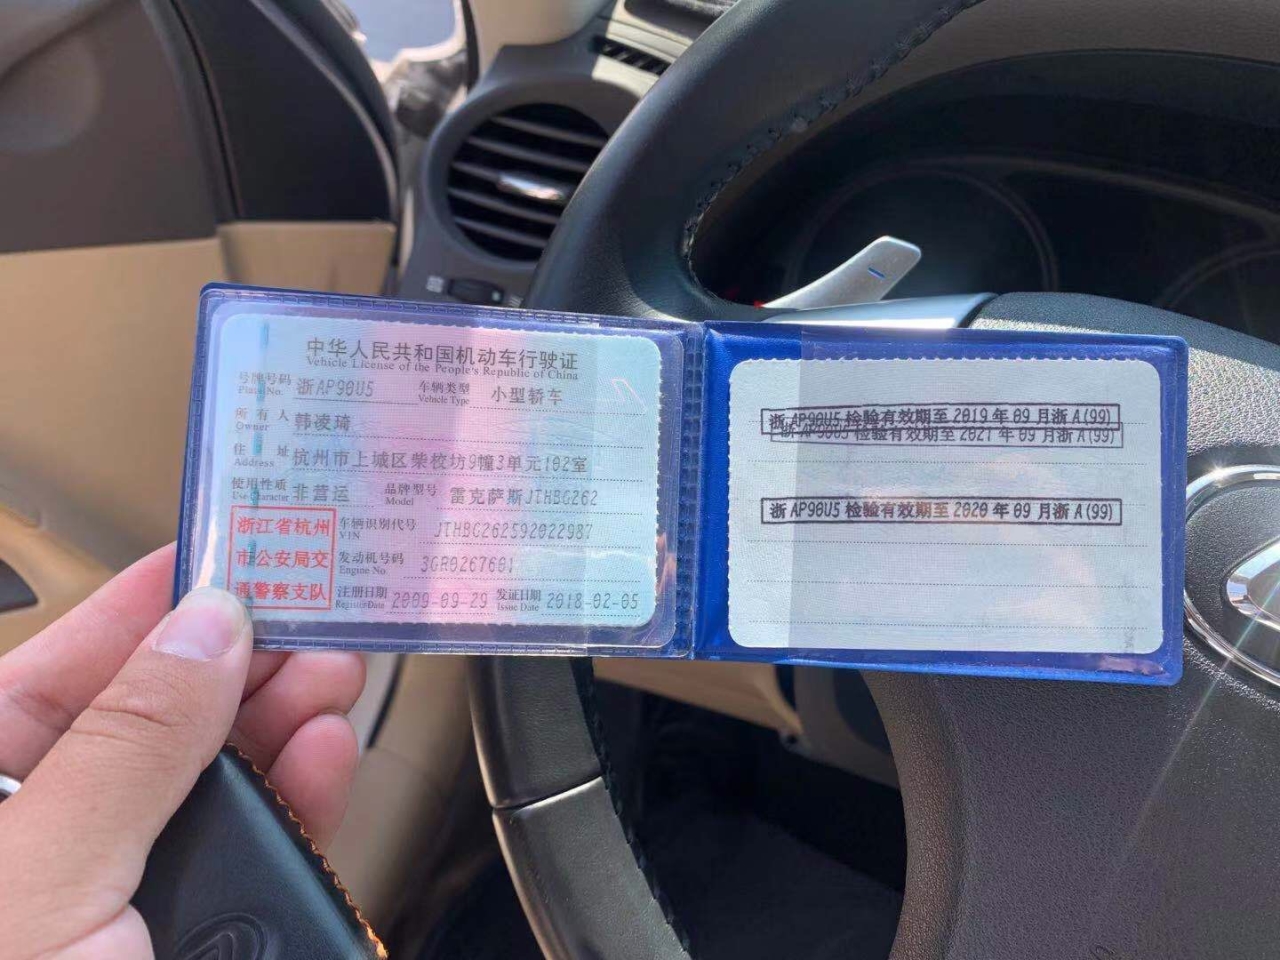 中华人民共和国机动车行驶证
Vehicle License of the People's Republic of China
号牌号码 浙AP90U5 车辆类型 小型轿车
Plate No. Vehicle Type
所有人 韩凌琦
Owner
住址 杭州市上城区柴校坊9幢3单元102室
Address
使用性质 非营运 品牌型号 雷克萨斯JTHBG262
Use Character Model
浙江省杭州
市公安局交
通警察支队
车辆识别代号 JTHBG262592022987
VIN
发动机号码 3GR0267601
Engine No.
注册日期 2009-09-29 发证日期 2018-02-05
Register Date Issue Date
浙AP90U5 检验有效期至 2019 年 09 月浙 A(99)
浙AP90U5 检验有效期至 2021 年 09 月浙A(99)
浙AP90U5 检验有效期至 2020 年 09 月浙 A(99)